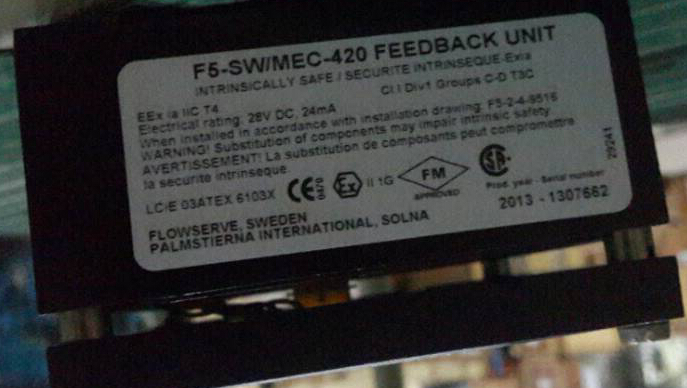 F5-SW/MEC-420 FEEDBACK UNIT
INTRINSICALLY SAFE / SECURITE INTRINSEQUE-Exia
EEx ia IIC T4 Cl I Div1 Groups C-D T3C
Electrical rating: 28V DC, 24mA
When installed in accordance with installation drawing: F5-2-4-9516
WARNING! Substitution of components may impair intrinsic safety
AVERTISSEMENT! La substitution de composants peut compromettre
la securite intrinseque.
LCIE 03ATEX 6103X CE Ex II 1G FM APPROVED
Prod. year - Serial number
2013 - 1307662
FLOWSERVE, SWEDEN
PALMSTIERNA INTERNATIONAL, SOLNA